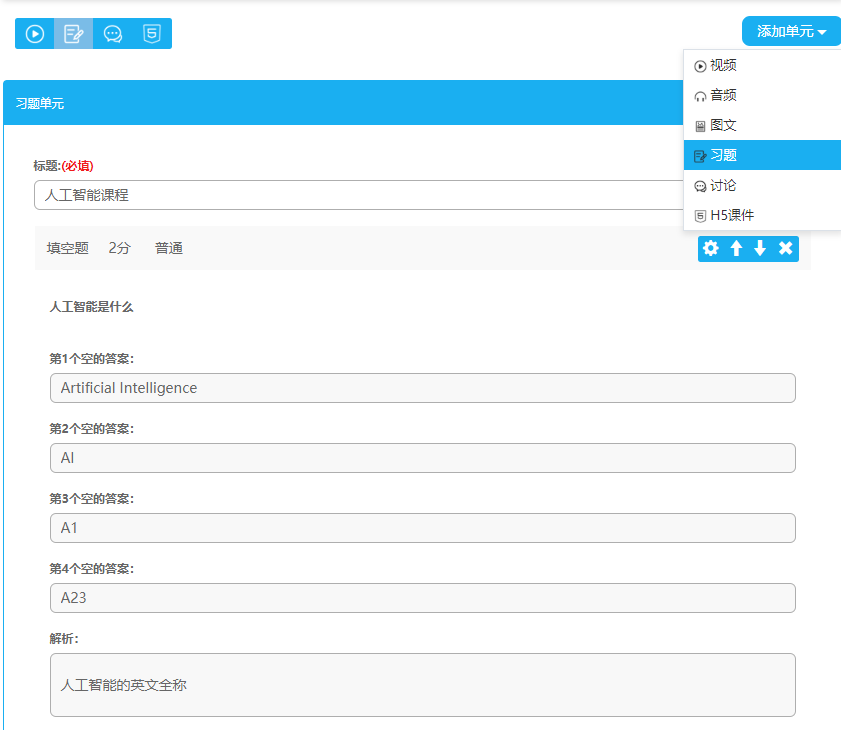 添加单元
视频
音频
图文
习题
讨论
H5课件
习题单元
标题:(必填)
人工智能课程
填空题 2分 普通
人工智能是什么
第1个空的答案:
Artificial Intelligence
第2个空的答案:
AI
第3个空的答案:
A1
第4个空的答案:
A23
解析:
人工智能的英文全称